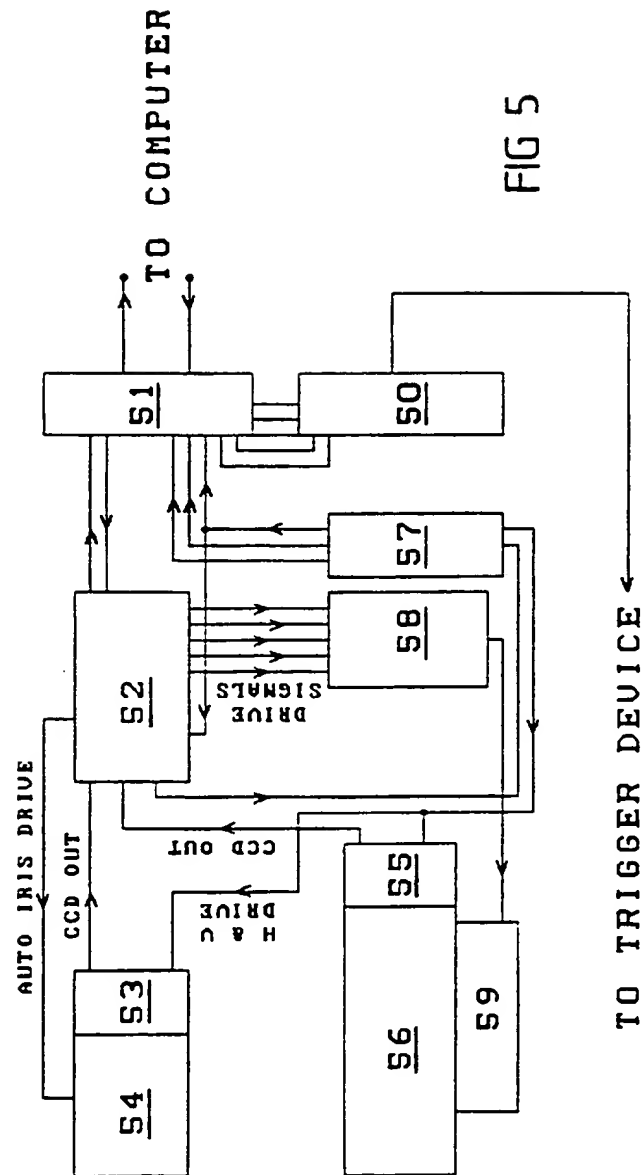 AUTO IRIS DRIVE
CCD OUT
54
53
52
51
TO COMPUTER
H & V
DRIVE
CCD OUT
DRIVE
SIGNALS
56
55
58
57
50
59
FIG 5
TO TRIGGER DEVICE